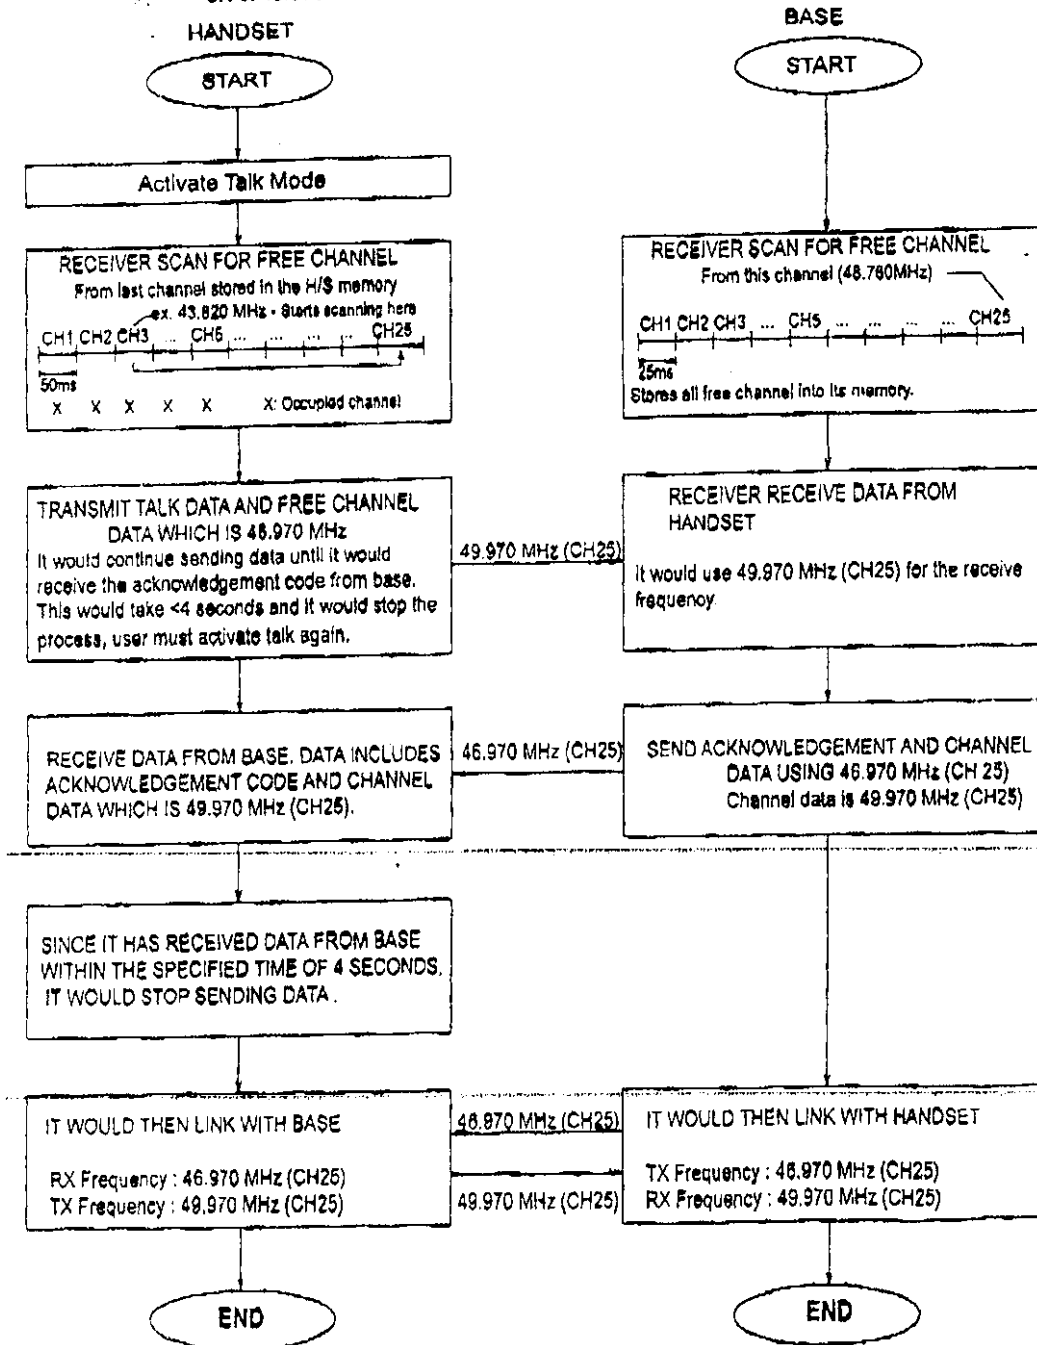 HANDSET
START
Activate Talk Mode
RECEIVER SCAN FOR FREE CHANNEL
From last channel stored in the H/S memory
ex. 43.820 MHz - Starts scanning here
CH1 CH2 CH3 ... CH5 ... ... ... ... CH25
50ms
X X X X X X: Occupied channel
TRANSMIT TALK DATA AND FREE CHANNEL
DATA WHICH IS 46.970 MHz
It would continue sending data until it would
receive the acknowledgement code from base.
This would take <4 seconds and it would stop the
process, user must activate talk again.
RECEIVE DATA FROM BASE. DATA INCLUDES
ACKNOWLEDGEMENT CODE AND CHANNEL
DATA WHICH IS 49.970 MHz (CH25).
SINCE IT HAS RECEIVED DATA FROM BASE
WITHIN THE SPECIFIED TIME OF 4 SECONDS,
IT WOULD STOP SENDING DATA.
IT WOULD THEN LINK WITH BASE
RX Frequency : 46.970 MHz (CH25)
TX Frequency : 49.970 MHz (CH25)
END
49.970 MHz (CH25)
46.970 MHz (CH25)
46.970 MHz (CH25)
49.970 MHz (CH25)
BASE
START
RECEIVER SCAN FOR FREE CHANNEL
From this channel (48.760MHz)
CH1 CH2 CH3 ... CH5 ... ... ... ... CH25
25ms
Stores all free channel into its memory.
RECEIVER RECEIVE DATA FROM
HANDSET
It would use 49.970 MHz (CH25) for the receive
frequency.
SEND ACKNOWLEDGEMENT AND CHANNEL
DATA USING 46.970 MHz (CH 25)
Channel data is 49.970 MHz (CH25)
IT WOULD THEN LINK WITH HANDSET
TX Frequency : 46.970 MHz (CH25)
RX Frequency : 49.970 MHz (CH25)
END